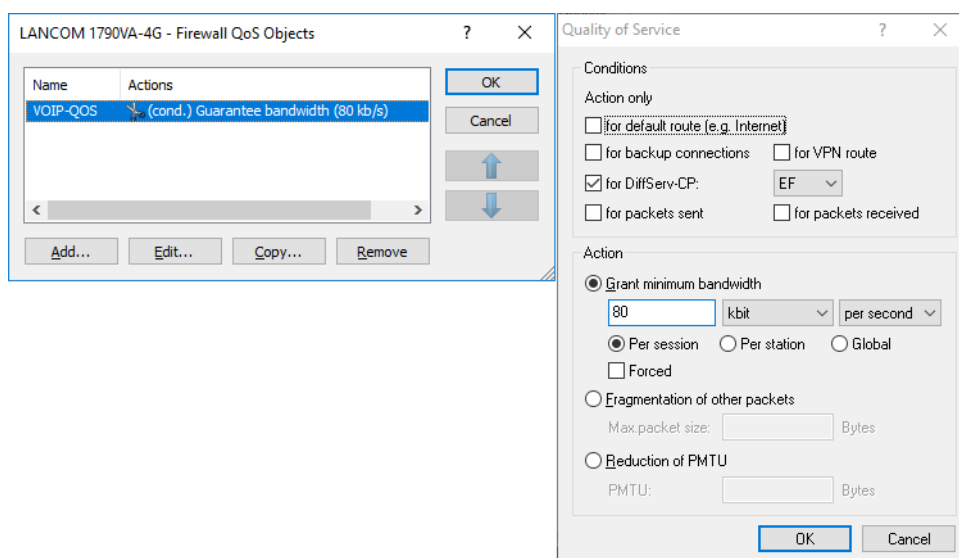 LANCOM 1790VA-4G - Firewall QoS Objects ?
Name Actions
VOIP-QOS (cond.) Guarantee bandwidth (80 kb/s)
OK
Cancel
Add... Edit... Copy... Remove
Quality of Service ?
Conditions
Action only
for default route (e.g. Internet)
for backup connections for VPN route
for DiffServ-CP: EF
for packets sent for packets received
Action
Grant minimum bandwidth
80 kbit per second
Per session Per station Global
Forced
Fragmentation of other packets
Max.packet size: Bytes
Reduction of PMTU
PMTU: Bytes
OK Cancel